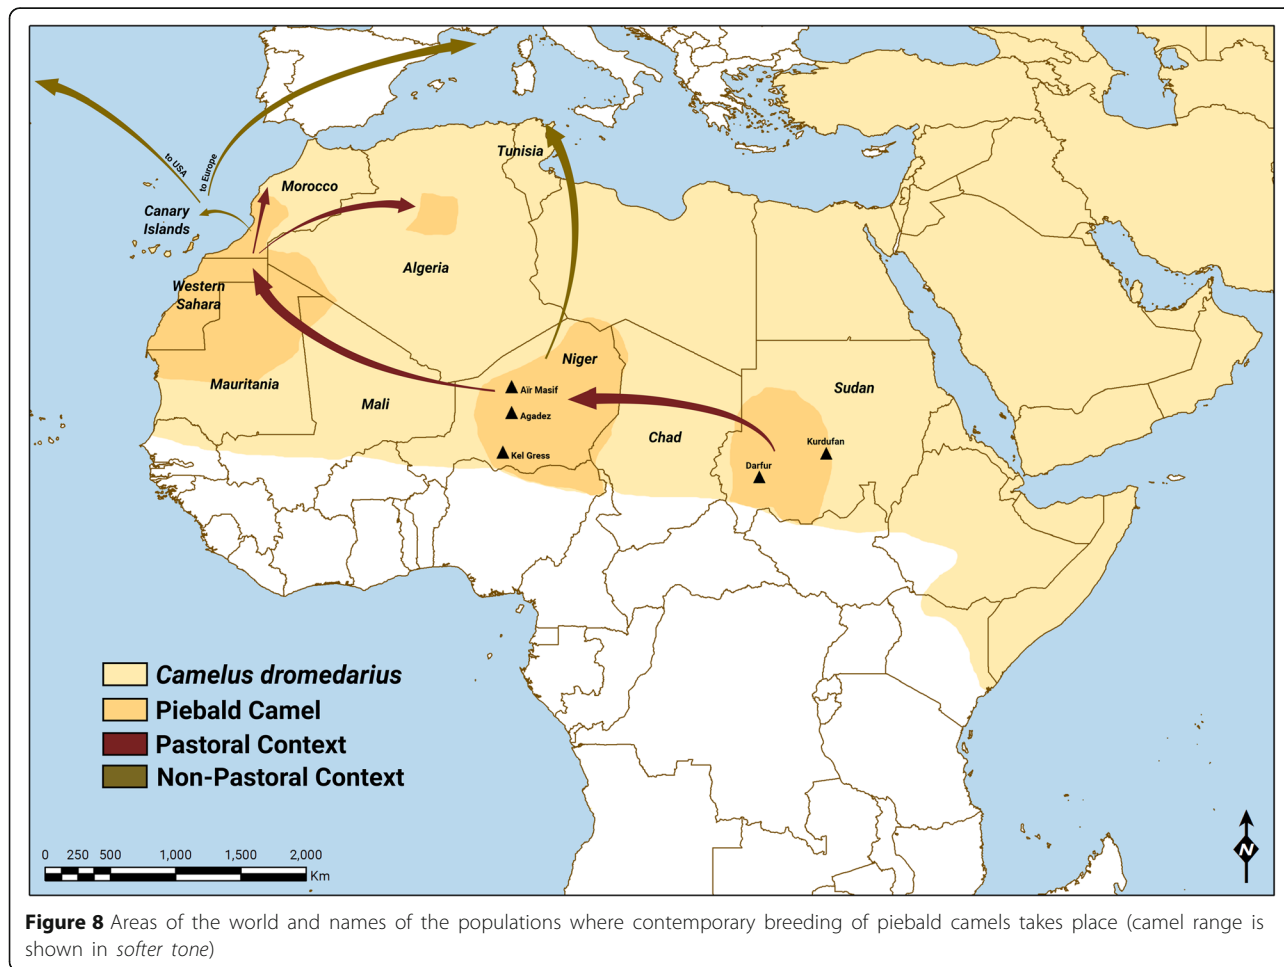 to USA
to Europe
Tunisia
Morocco
Canary
Islands
Algeria
Western
Sahara
Niger
Mauritania
Sudan
Aïr Masif
Mali
Agadez
Chad
Kurdufan
Kel Gress
Darfur
Camelus dromedarius
Piebald Camel
Pastoral Context
Non-Pastoral Context
0 250 500 1,000 1,500 2,000
Km
N
Figure 8 Areas of the world and names of the populations where contemporary breeding of piebald camels takes place (camel range is
shown in softer tone)